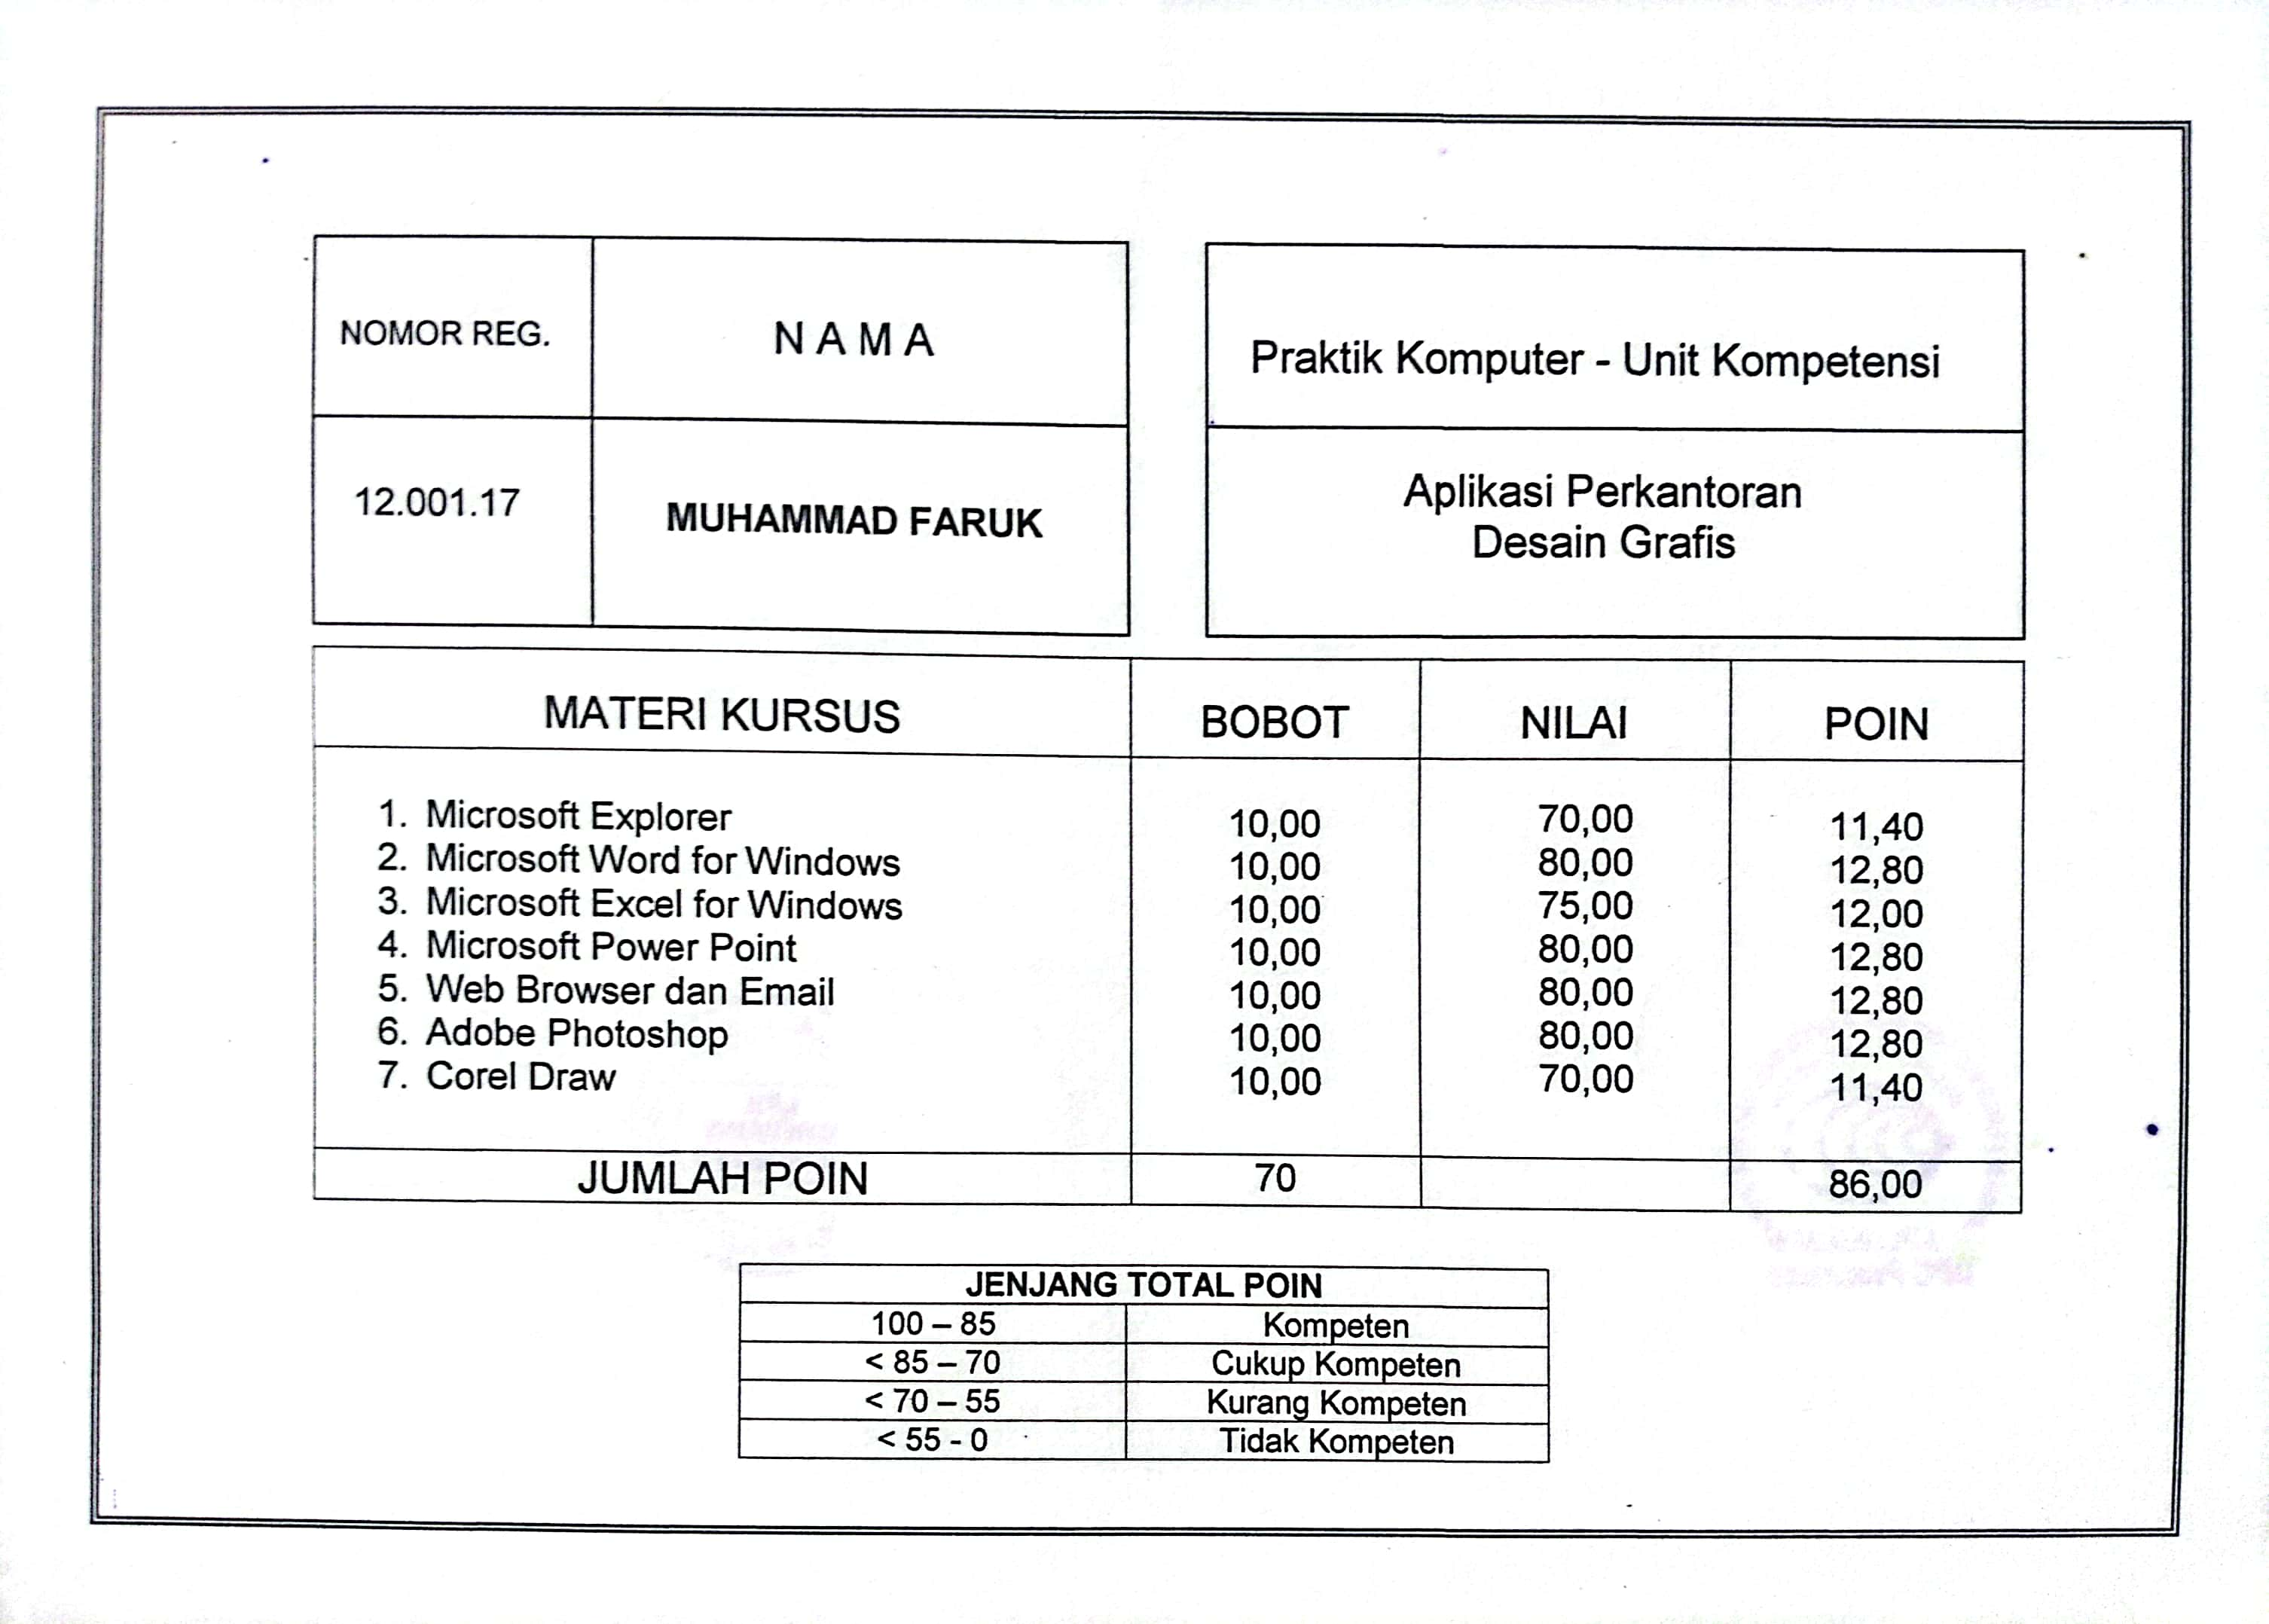 NOMOR REG. N A M A
12.001.17 MUHAMMAD FARUK
Praktik Komputer - Unit Kompetensi
Aplikasi Perkantoran
Desain Grafis
MATERI KURSUS BOBOT NILAI POIN
1. Microsoft Explorer 10,00 70,00 11,40
2. Microsoft Word for Windows 10,00 80,00 12,80
3. Microsoft Excel for Windows 10,00 75,00 12,00
4. Microsoft Power Point 10,00 80,00 12,80
5. Web Browser dan Email 10,00 80,00 12,80
6. Adobe Photoshop 10,00 80,00 12,80
7. Corel Draw 10,00 70,00 11,40
JUMLAH POIN 70 86,00
JENJANG TOTAL POIN
100 – 85 Kompeten
< 85 – 70 Cukup Kompeten
< 70 – 55 Kurang Kompeten
< 55 - 0 Tidak Kompeten